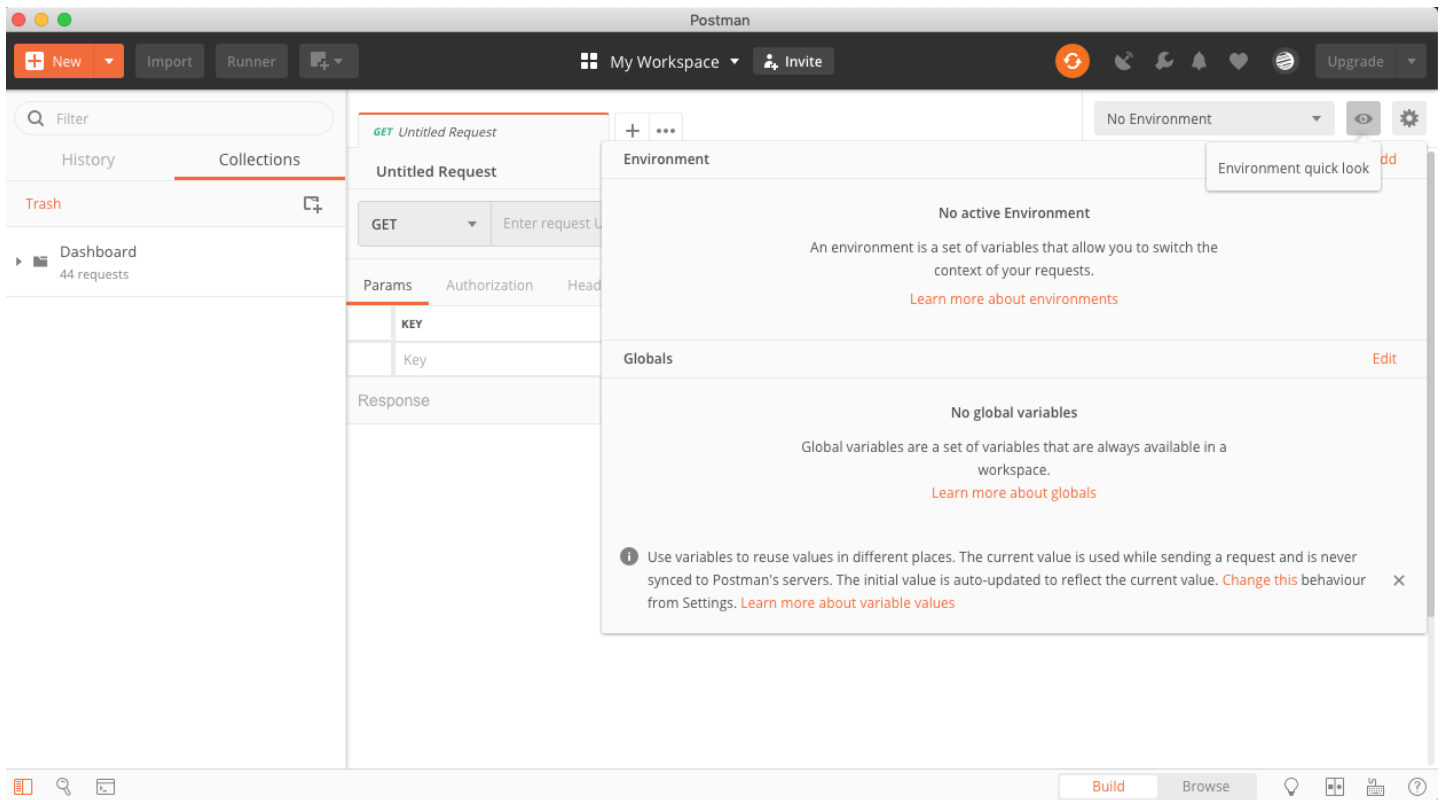 Postman
New
Import
Runner
My Workspace
Invite
Upgrade
Filter
History
Collections
Trash
Dashboard
44 requests
GET Untitled Request
No Environment
Untitled Request
GET
Enter request U
Params
Authorization
Head
KEY
Key
Response
Environment
dd
Environment quick look
No active Environment
An environment is a set of variables that allow you to switch the
context of your requests.
Learn more about environments
Globals
Edit
No global variables
Global variables are a set of variables that are always available in a
workspace.
Learn more about globals
Use variables to reuse values in different places. The current value is used while sending a request and is never
synced to Postman's servers. The initial value is auto-updated to reflect the current value. Change this behaviour
from Settings. Learn more about variable values
Build
Browse